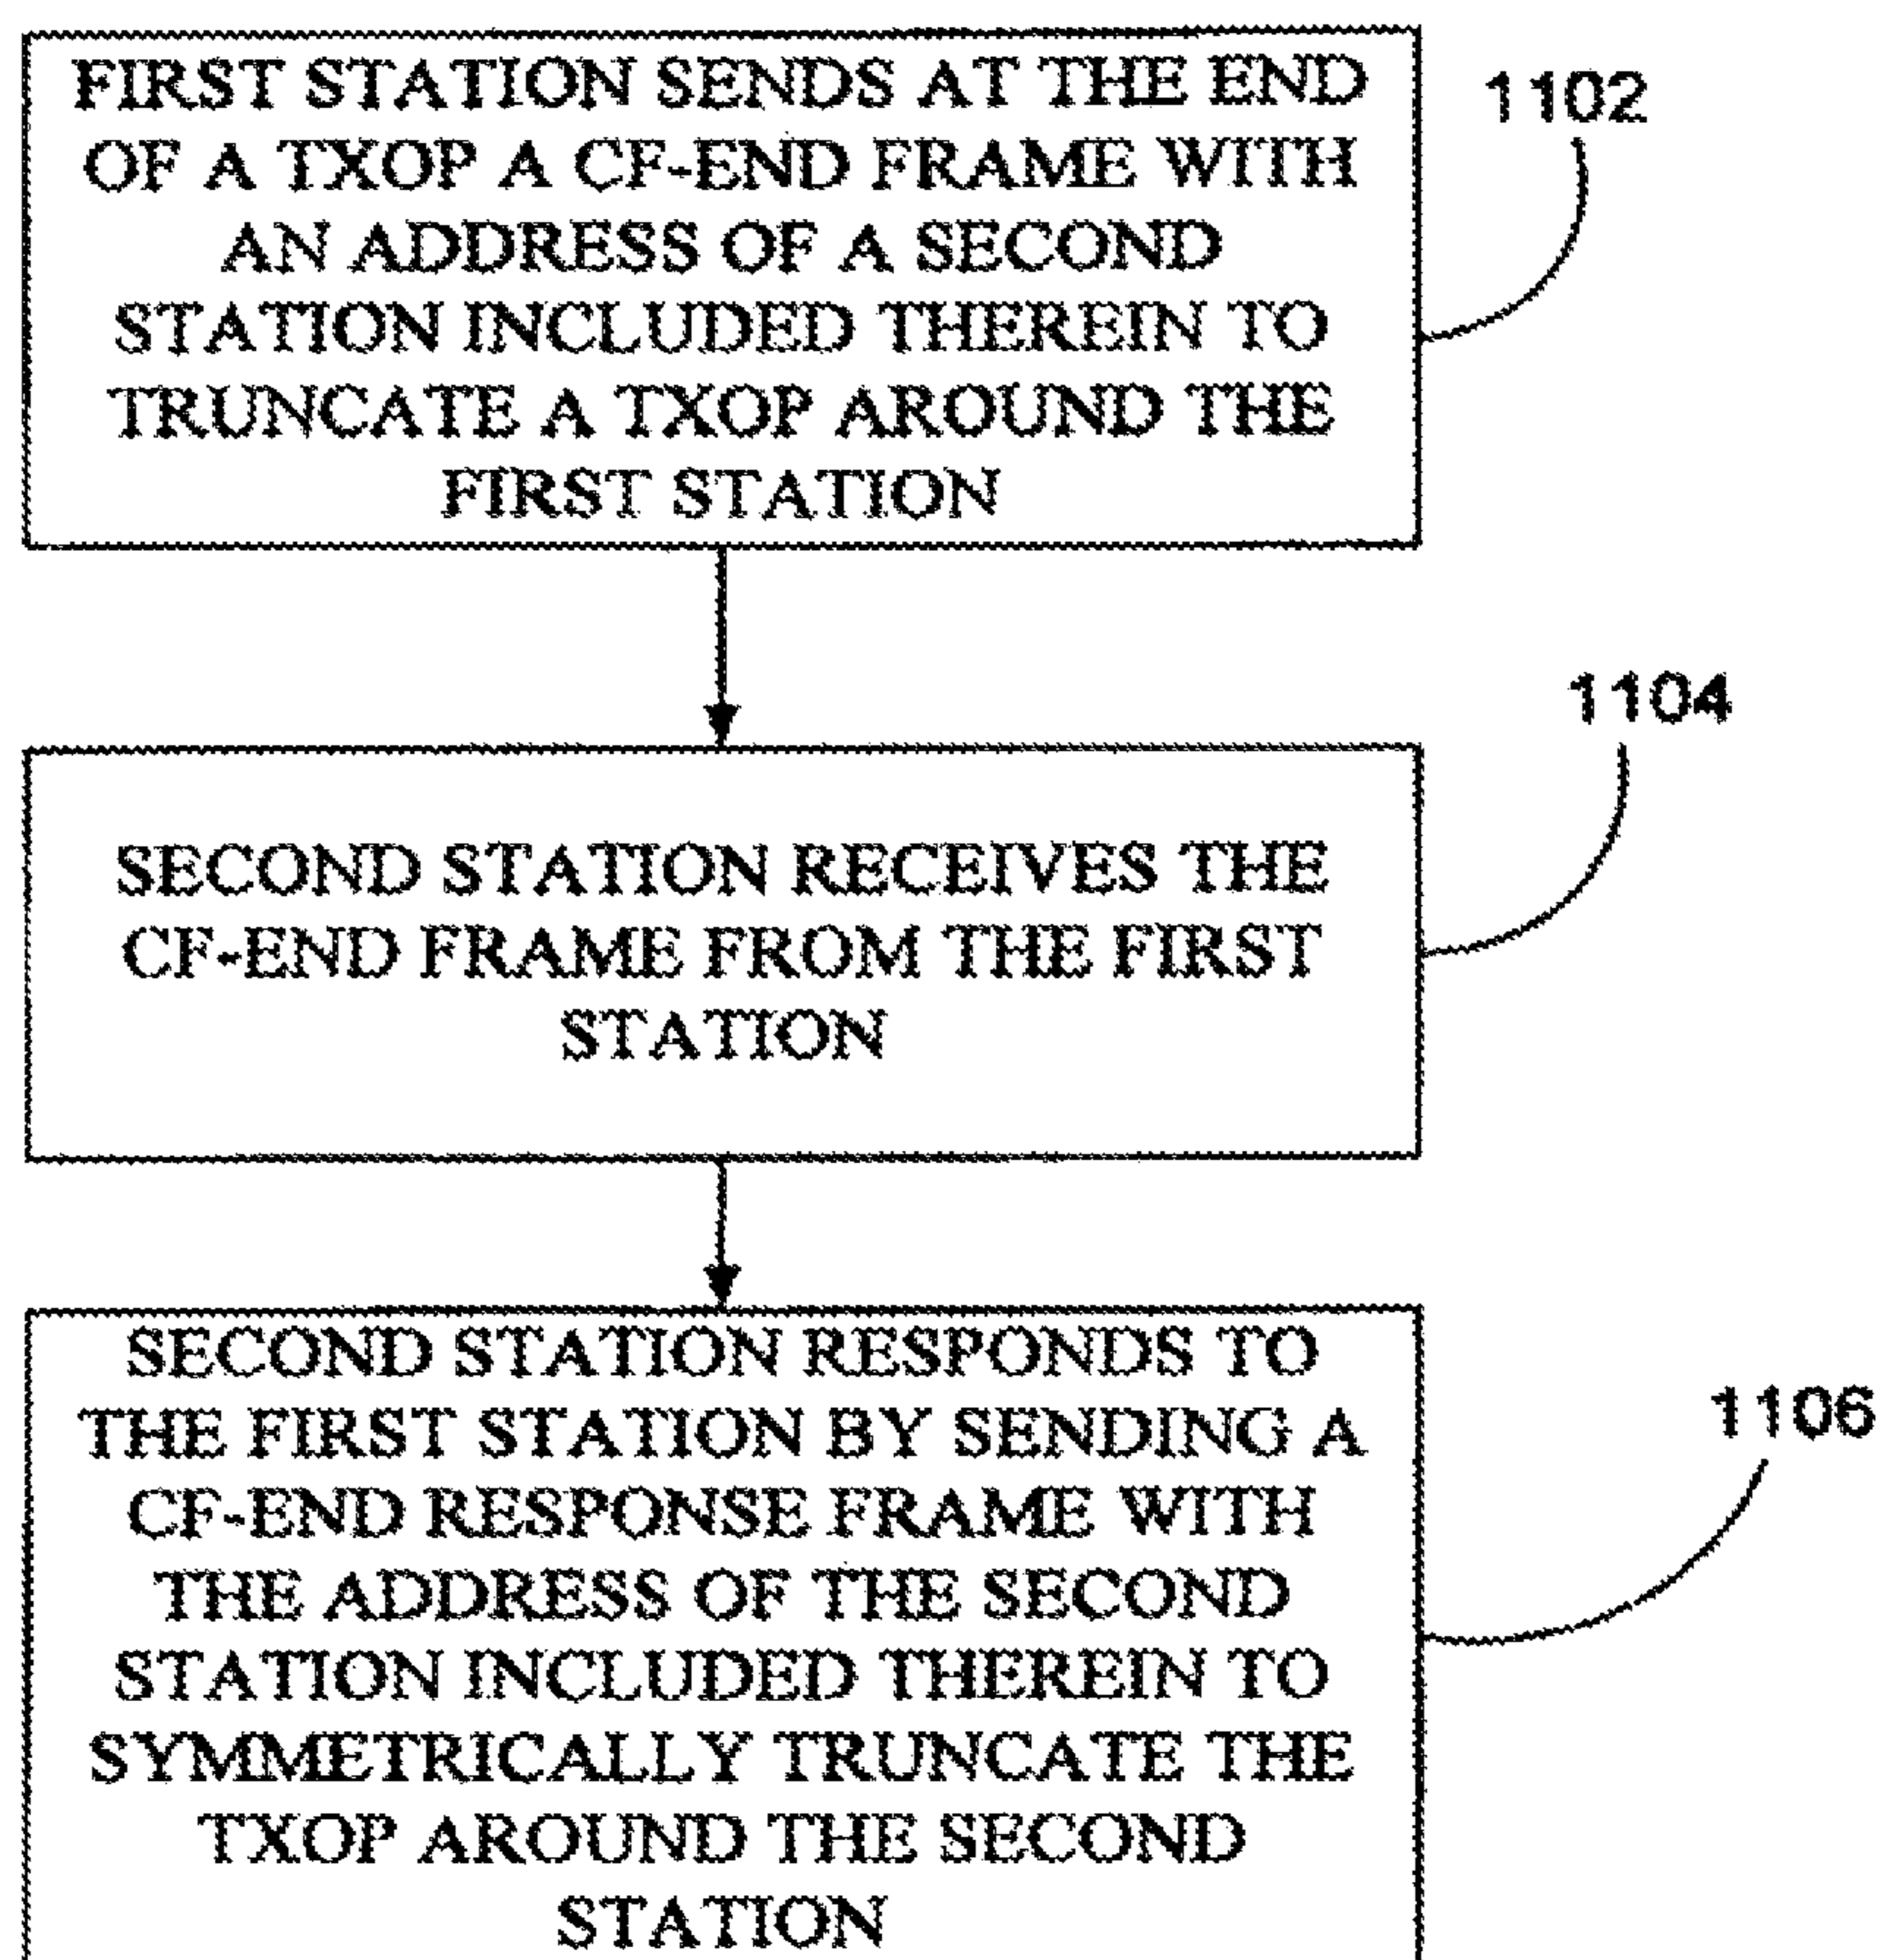 FIRST STATION SENDS AT THE END
OF A TXOP A CF-END FRAME WITH
AN ADDRESS OF A SECOND
STATION INCLUDED THEREIN TO
TRUNCATE A TXOP AROUND THE
FIRST STATION
1102
SECOND STATION RECEIVES THE
CF-END FRAME FROM THE FIRST
STATION
1104
SECOND STATION RESPONDS TO
THE FIRST STATION BY SENDING A
CF-END RESPONSE FRAME WITH
THE ADDRESS OF THE SECOND
STATION INCLUDED THEREIN TO
SYMMETRICALLY TRUNCATE THE
TXOP AROUND THE SECOND
STATION
1106